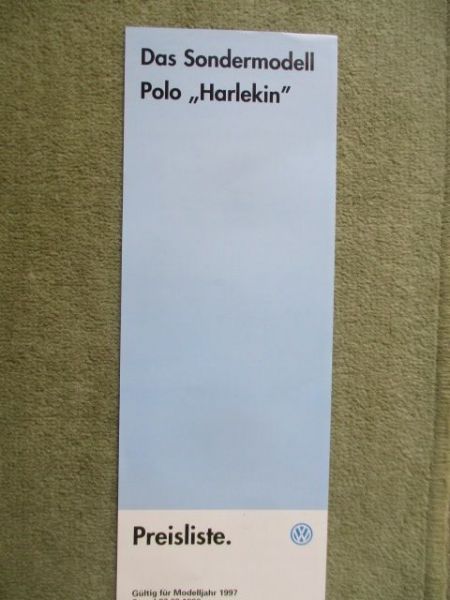 Das Sondermodell
Polo „Harlekin”
Preisliste.
Gültig für Modelljahr 1997